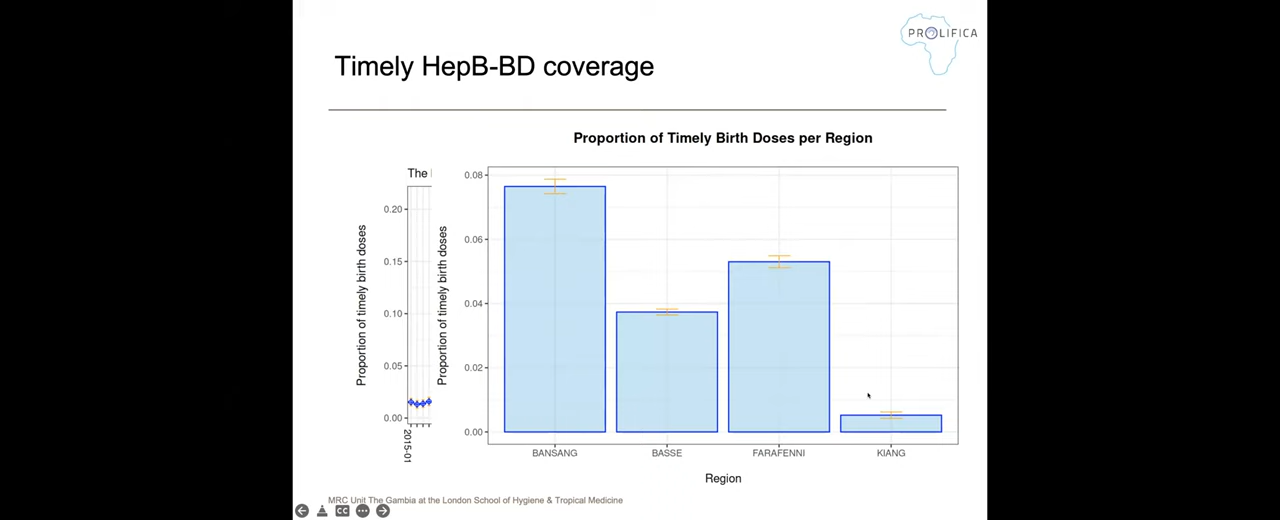 PROLIFICA
Timely HepB-BD coverage
Proportion of Timely Birth Doses per Region
The
0.20
0.15
0.10
0.05
0.00
Proportion of timely birth doses
2015-01
Proportion of timely birth doses
0.08
0.06
0.04
0.02
0.00
BANSANG BASSE FARAFENNI KIANG
Region
MRC Unit The Gambia at the London School of Hygiene & Tropical Medicine
CC